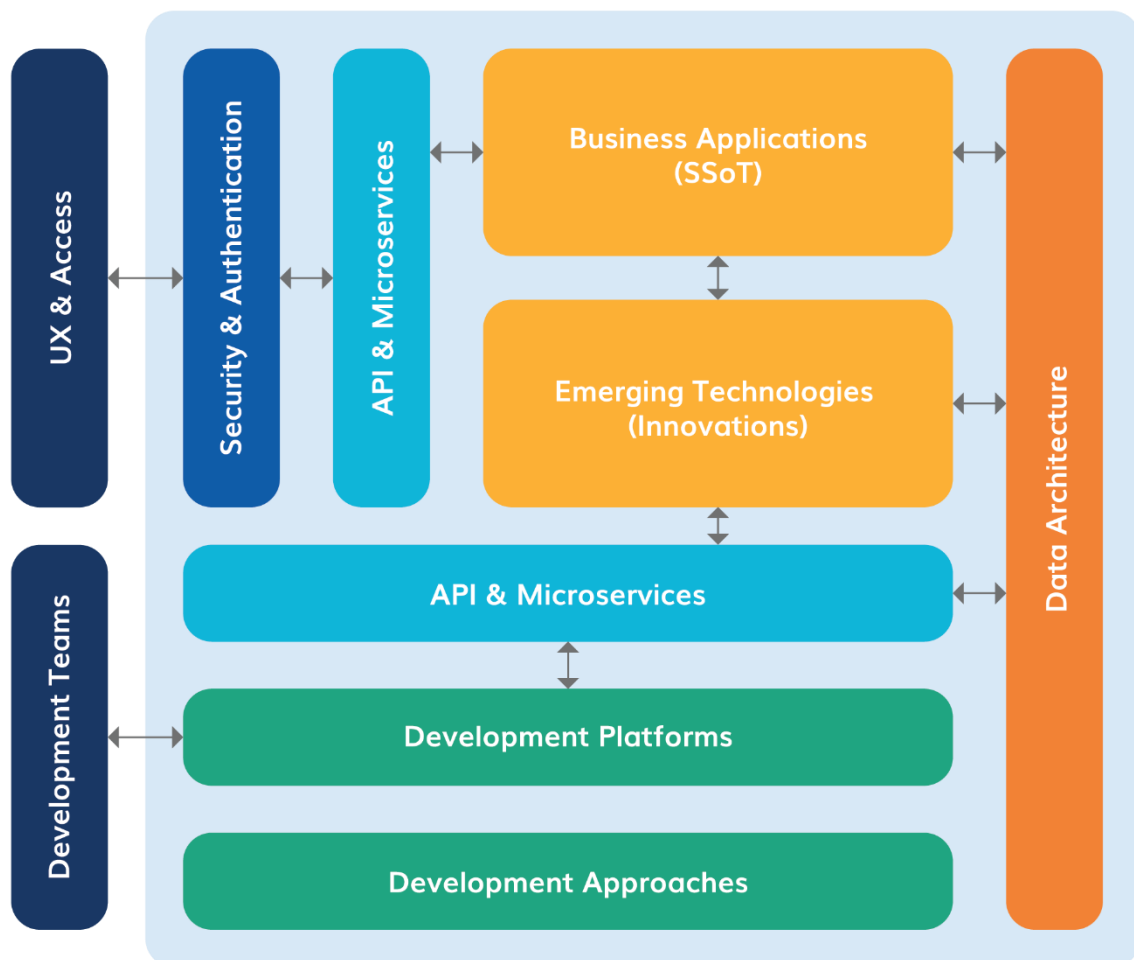 UX & Access
Security & Authentication
API & Microservices
Business Applications
(SSoT)
Emerging Technologies
(Innovations)
Data Architecture
Development Teams
API & Microservices
Development Platforms
Development Approaches